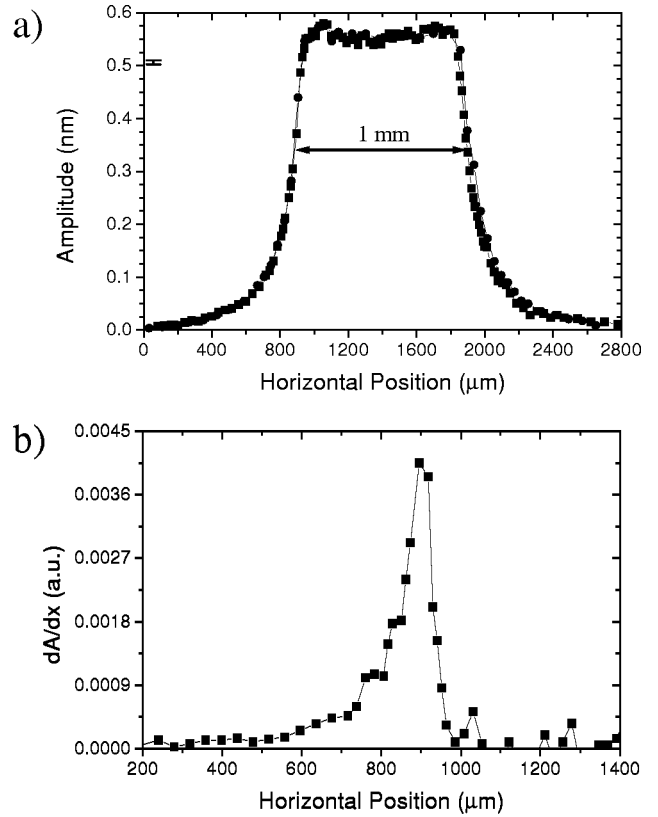 a)
0.6
0.5
0.4
0.3
0.2
0.1
0.0
Amplitude (nm)
1 mm
0 400 800 1200 1600 2000 2400 2800
Horizontal Position (μm)
b)
0.0045
0.0036
0.0027
0.0018
0.0009
0.0000
dA/dx (a.u.)
200 400 600 800 1000 1200 1400
Horizontal Position (μm)